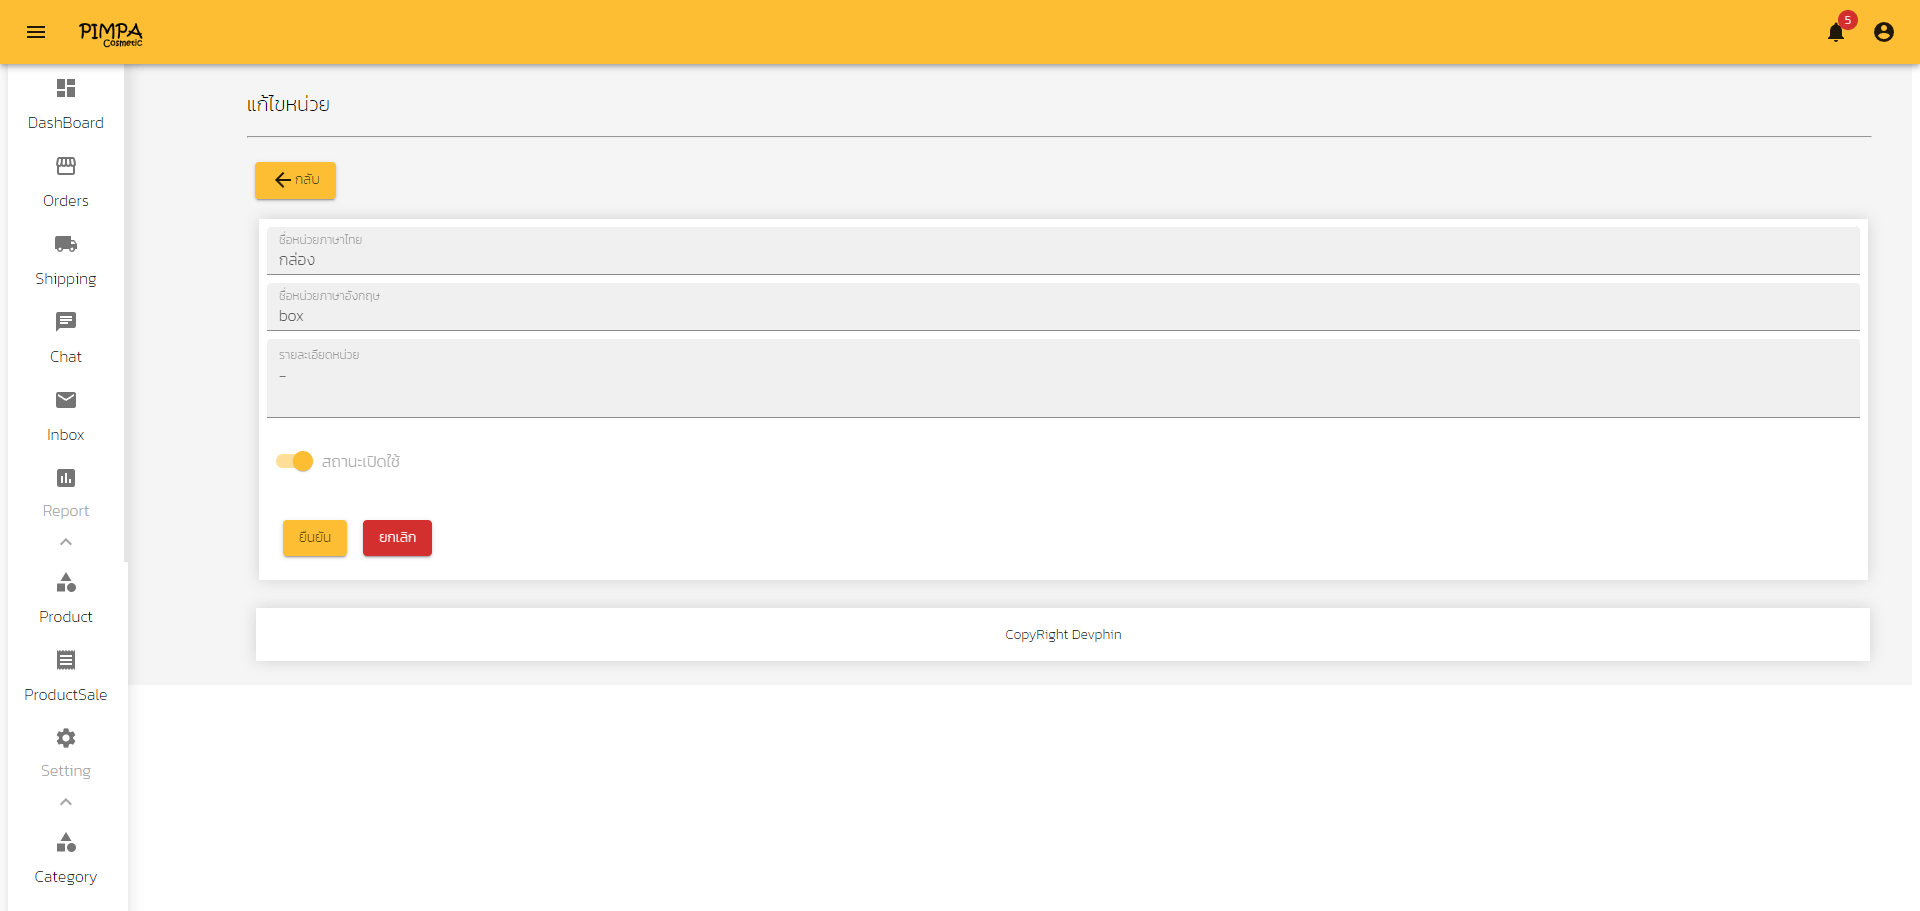 PIMPA
Cosmetic
5
DashBoard
Orders
Shipping
Chat
Inbox
Report
Product
ProductSale
Setting
Category
แก้ไขหน่วย
กลับ
ชื่อหน่วยภาษาไทย
กล่อง
ชื่อหน่วยภาษาอังกฤษ
box
รายละเอียดหน่วย
-
สถานะเปิดใช้
ยืนยัน
ยกเลิก
CopyRight Devphin